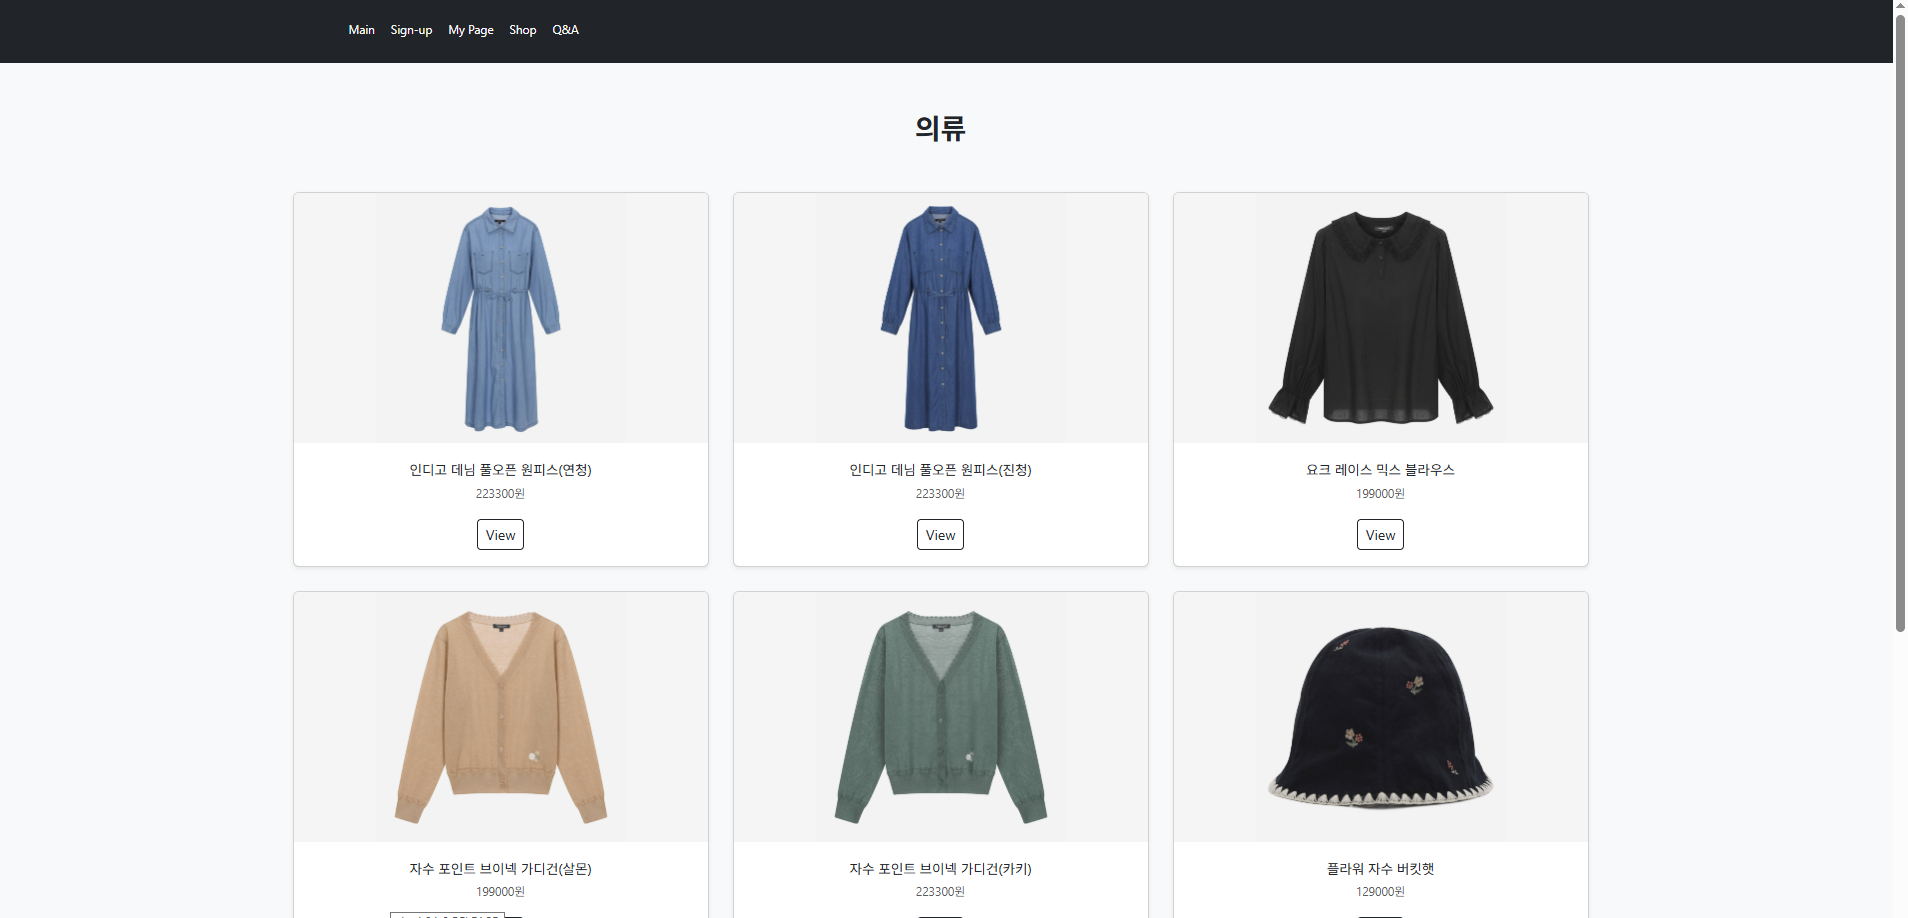 Main Sign-up My Page Shop Q&A
의류
인디고 데님 풀오픈 원피스(연청)
223300원
View
인디고 데님 풀오픈 원피스(진청)
223300원
View
요크 레이스 믹스 블라우스
199000원
View
자수 포인트 브이넥 가디건(살몬)
199000원
자수 포인트 브이넥 가디건(카키)
223300원
플라워 자수 버킷햇
129000원